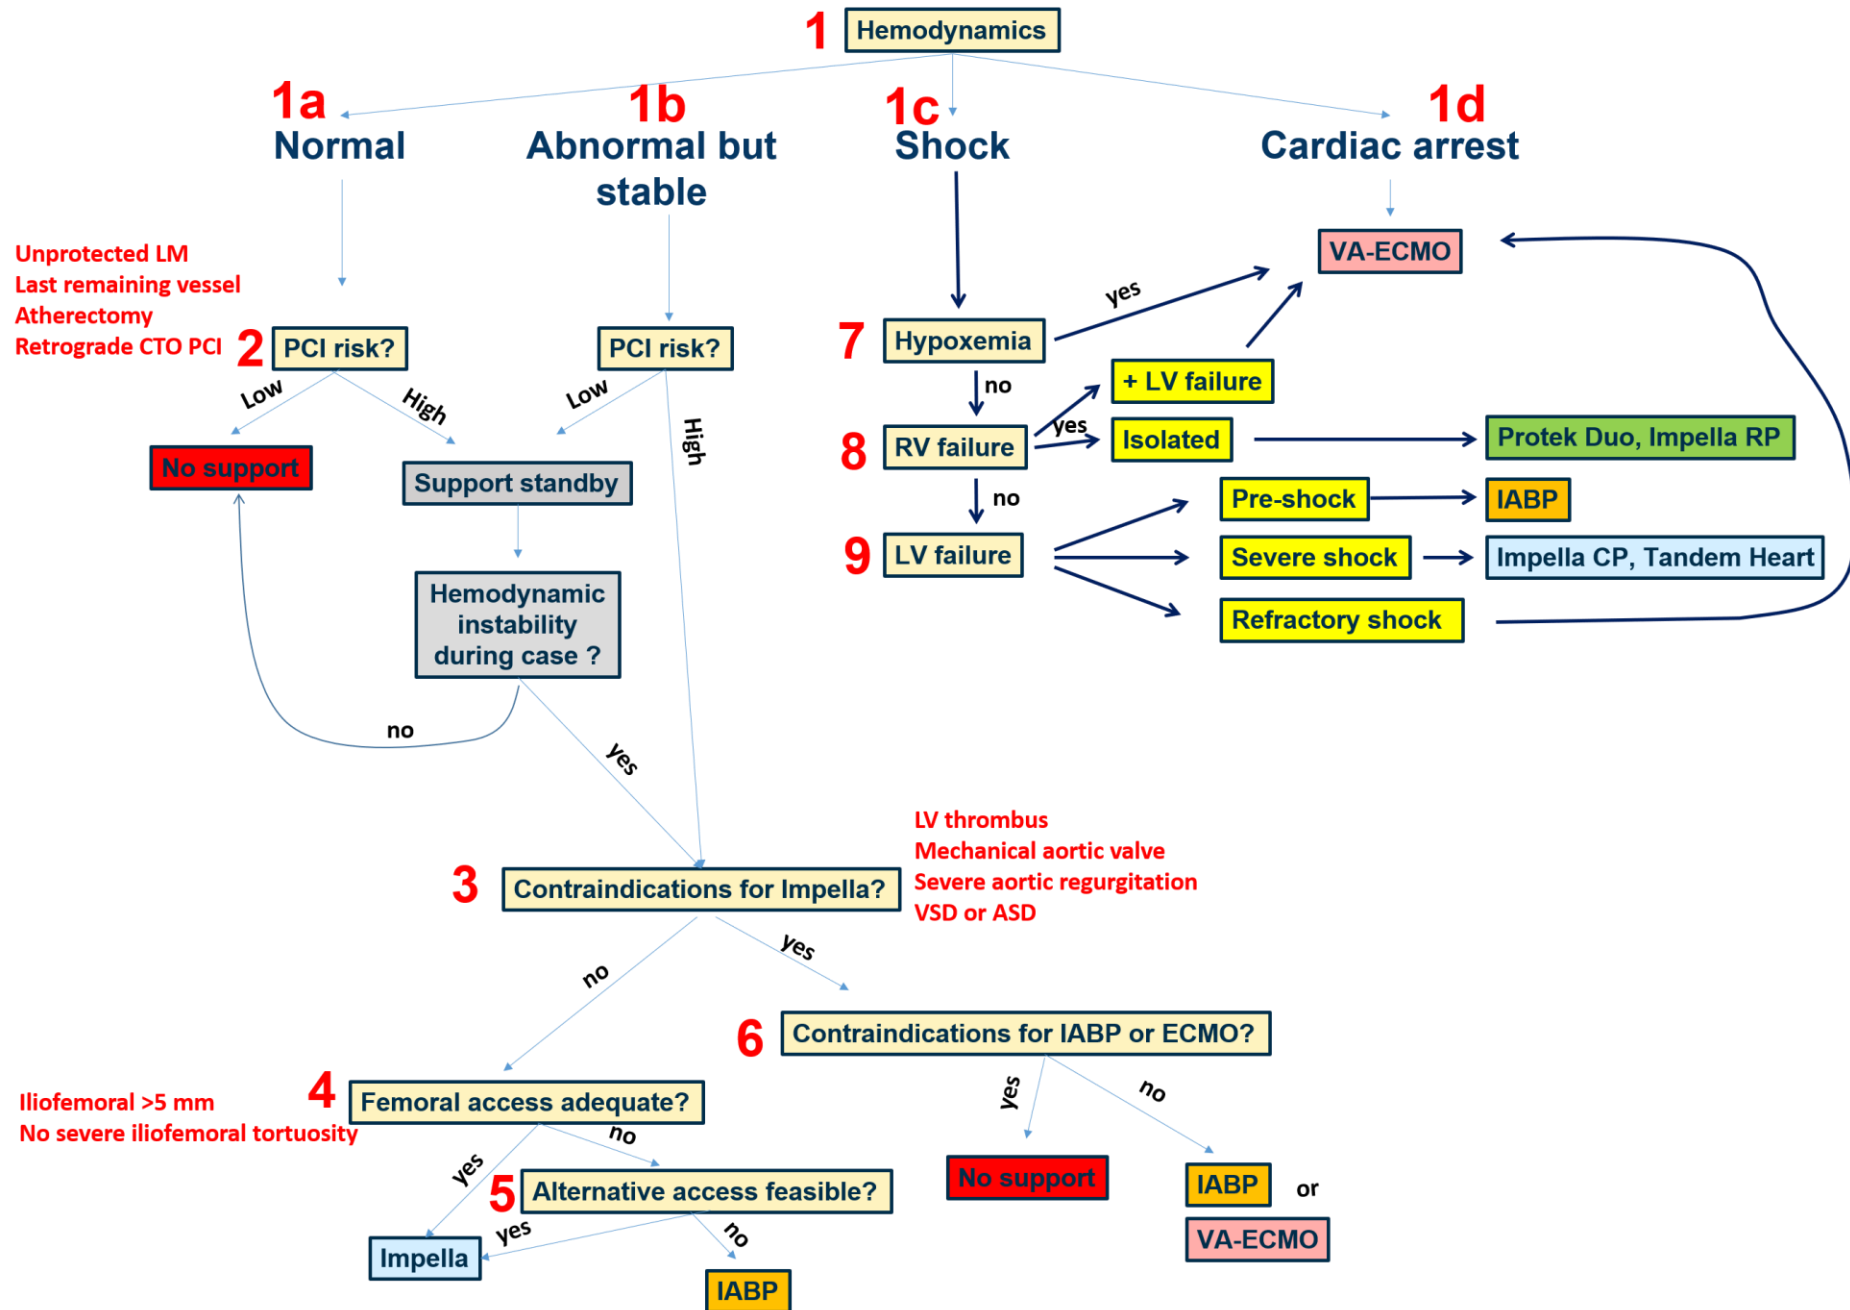 1
Hemodynamics
1a
1b
1c
1d
Normal
Abnormal but
stable
Shock
Cardiac arrest
Unprotected LM
Last remaining vessel
Atherectomy
Retrograde CTO PCI
2
PCI risk?
Low
High
PCI risk?
Low
High
No support
Support standby
Hemodynamic
instability
during case ?
no
yes
7
Hypoxemia
yes
no
VA-ECMO
8
RV failure
yes
+ LV failure
Isolated
Protek Duo, Impella RP
no
9
LV failure
Pre-shock
IABP
Severe shock
Impella CP, Tandem Heart
Refractory shock
3
Contraindications for Impella?
LV thrombus
Mechanical aortic valve
Severe aortic regurgitation
VSD or ASD
no
yes
6
Contraindications for IABP or ECMO?
yes
no
No support
IABP
or
VA-ECMO
Iliofemoral >5 mm
No severe iliofemoral tortuosity
4
Femoral access adequate?
yes
no
5
Alternative access feasible?
yes
no
Impella
IABP